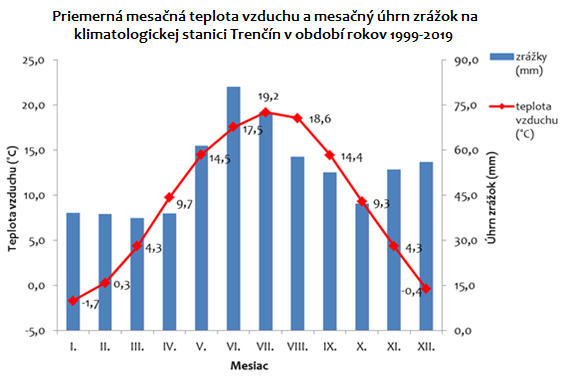 Priemerná mesačná teplota vzduchu a mesačný úhrn zrážok na
klimatologickej stanici Trenčín v období rokov 1999-2019
25,0
20,0
15,0
10,0
5,0
0,0
-5,0
Teplota vzduchu (°C)
-1,7
0,3
4,3
9,7
14,5
17,5
19,2
18,6
14,4
9,3
4,3
-0,4
90,0
75,0
60,0
45,0
30,0
15,0
0,0
Úhrn zrážok (mm)
zrážky
(mm)
teplota
vzduchu
(°C)
I. II. III. IV. V. VI. VII. VIII. IX. X. XI. XII.
Mesiac